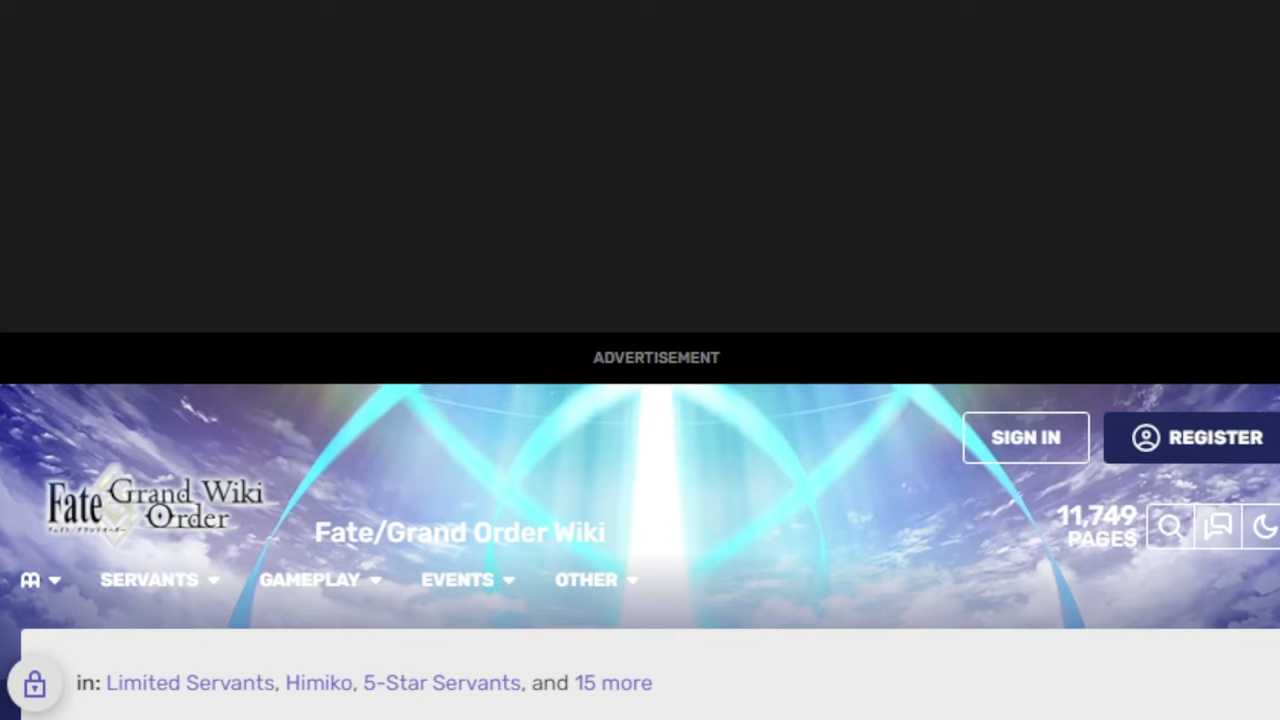 ADVERTISEMENT
SIGN IN
REGISTER
Fate Grand Wiki
Order
Fate/Grand Order Wiki
11,749
PAGES
SERVANTS
GAMEPLAY
EVENTS
OTHER
in: Limited Servants, Himiko, 5-Star Servants, and 15 more